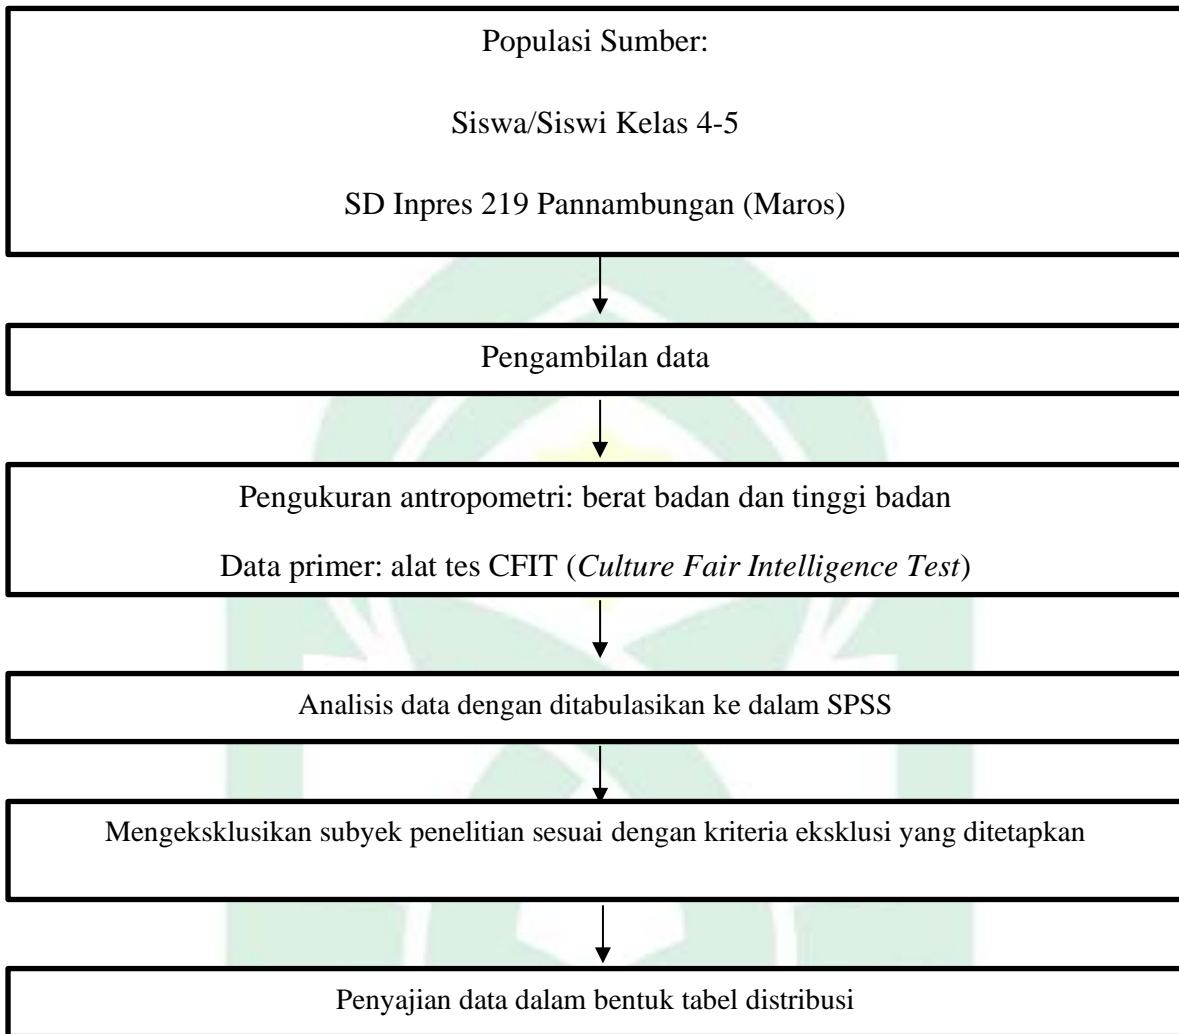 Populasi Sumber:
Siswa/Siswi Kelas 4-5
SD Inpres 219 Pannambungan (Maros)
Pengambilan data
Pengukuran antropometri: berat badan dan tinggi badan
Data primer: alat tes CFIT (Culture Fair Intelligence Test)
Analisis data dengan ditabulasikan ke dalam SPSS
Mengeksklusikan subyek penelitian sesuai dengan kriteria eksklusi yang ditetapkan
Penyajian data dalam bentuk tabel distribusi